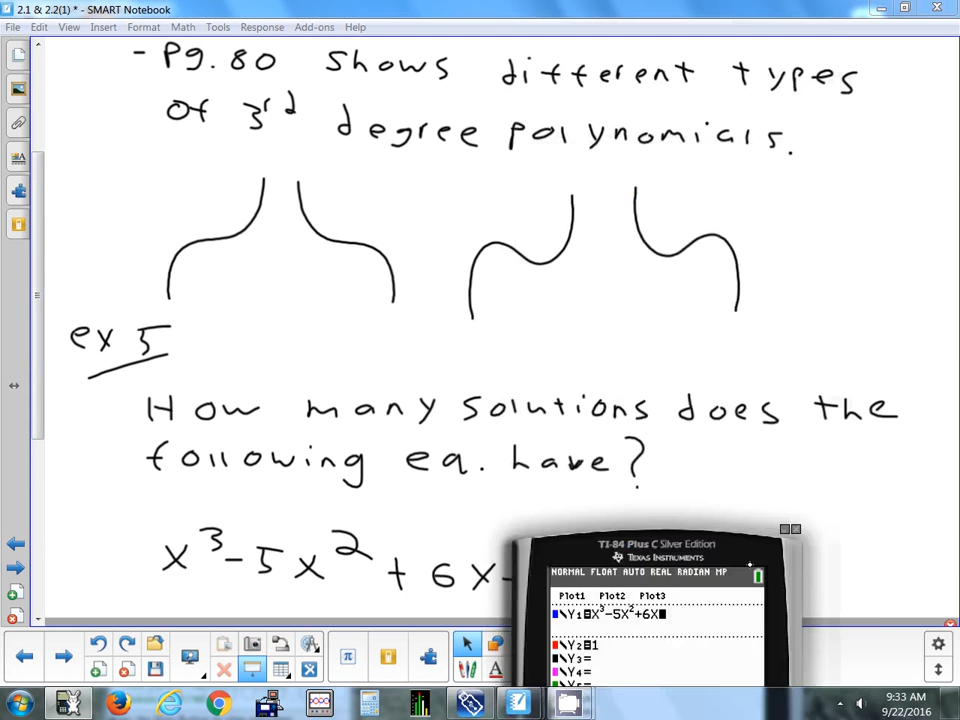 2.1 & 2.2(1) * - SMART Notebook
File Edit View Insert Format Math Tools Response Add-ons Help
- Pg. 80 shows different types
of 3rd degree polynomials.
ex 5
How many solutions does the
following eq. have?
x³-5x²+6x-
TI-84 Plus C Silver Edition
TEXAS INSTRUMENTS
NORMAL FLOAT AUTO REAL RADIAN MP
Plot1 Plot2 Plot3
\Y1=X³-5X²+6X
\Y2=1
\Y3=
\Y4=
9:33 AM
9/22/2016